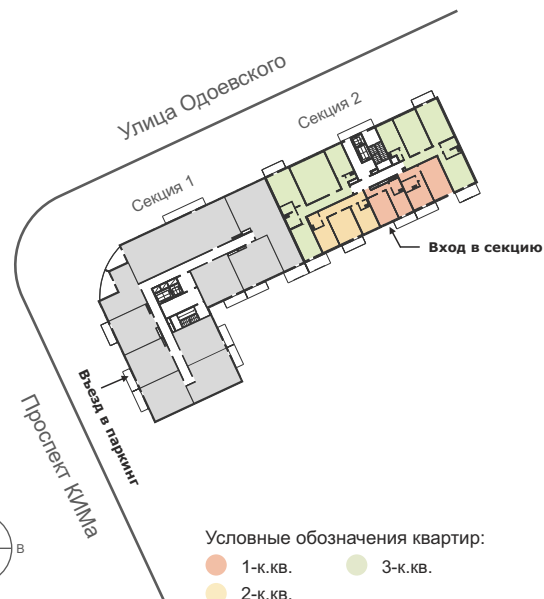 Улица Одоевского
Секция 2
Секция 1
Вход в секцию
Въезд в паркинг
Проспект КИМа
В
Условные обозначения квартир:
1-к.кв.
3-к.кв.
2-к.кв.